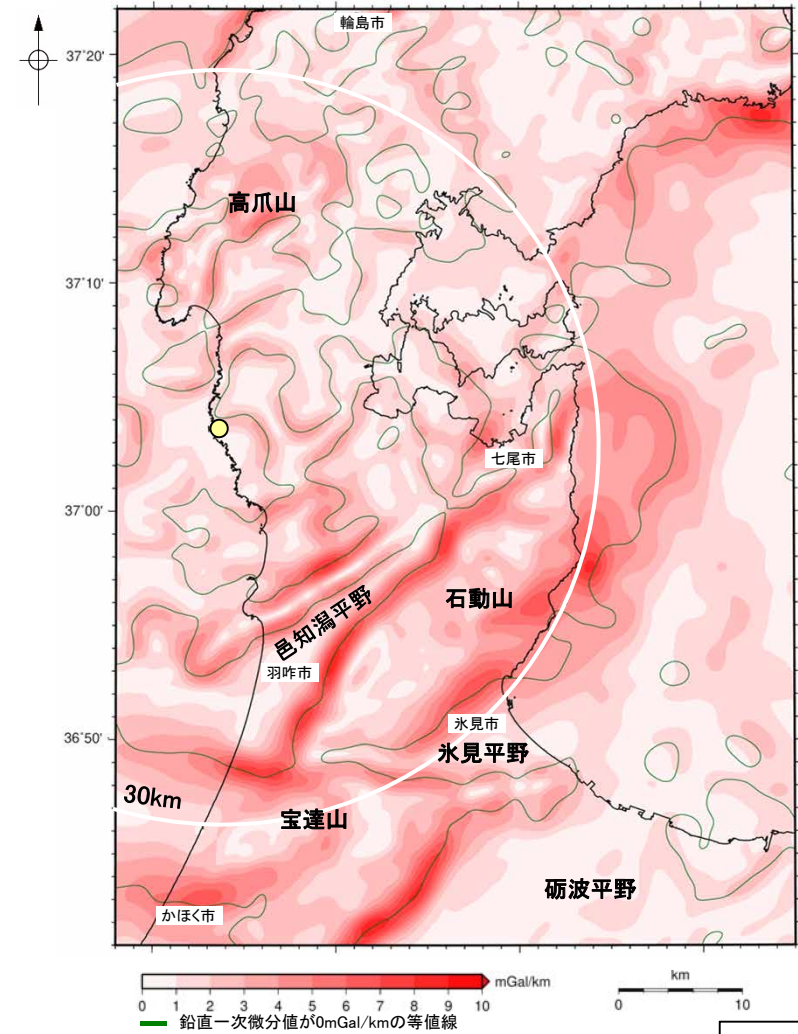 輪島市
37°20'
高爪山
37°10'
七尾市
37°00'
石動山
邑知潟平野
羽咋市
36°50'
氷見市
氷見平野
30km
宝達山
砺波平野
かほく市
mGal/km
0 1 2 3 4 5 6 7 8 9 10
鉛直一次微分値が0mGal/kmの等値線
km
0 10